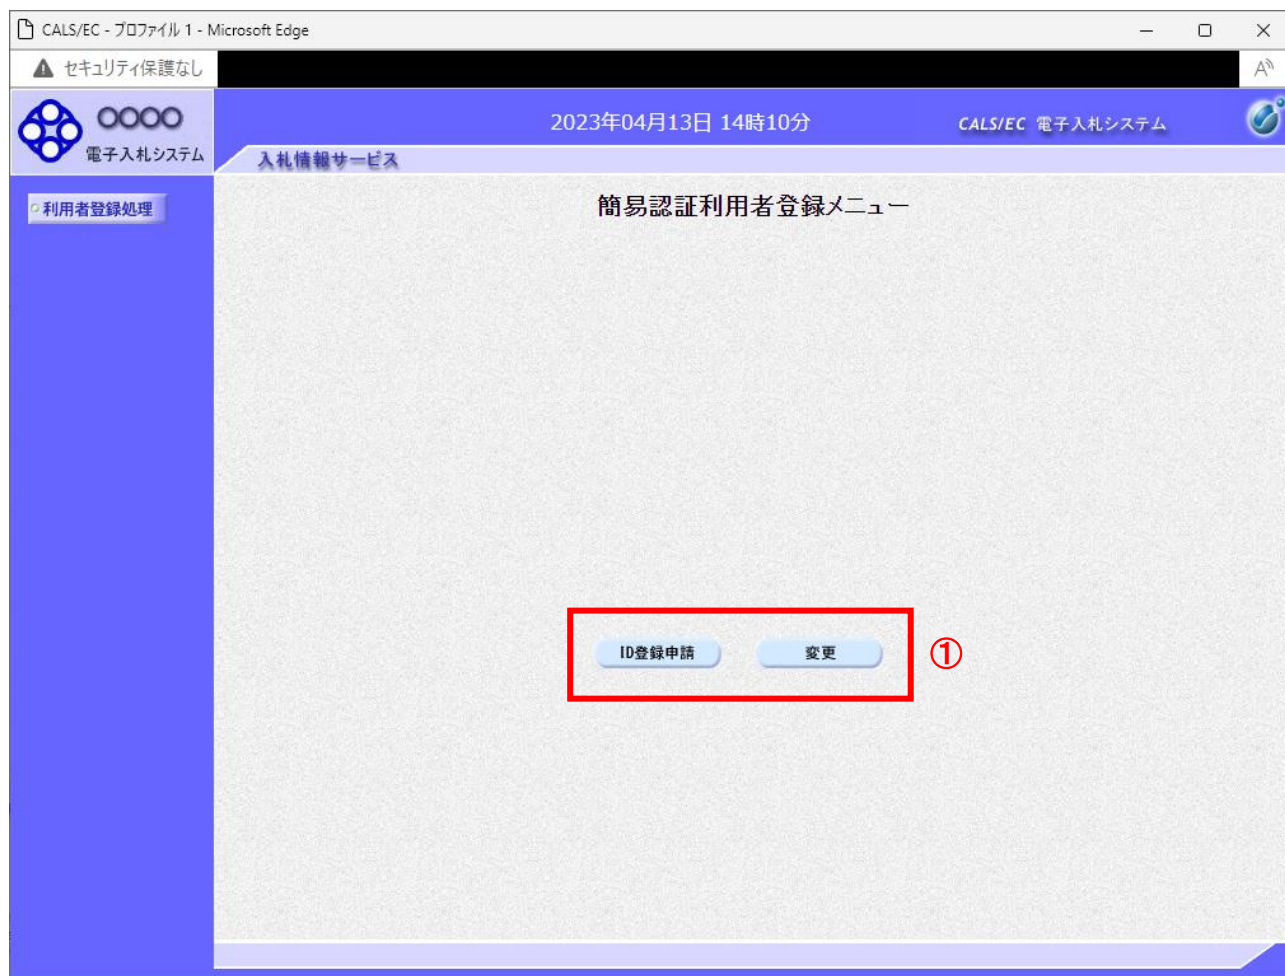 CALS/EC - プロファイル 1 - Microsoft Edge
セキュリティ保護なし
OOOO
電子入札システム
2023年04月13日 14時10分
CALS/EC 電子入札システム
入札情報サービス
利用者登録処理
簡易認証利用者登録メニュー
ID登録申請
変更
①